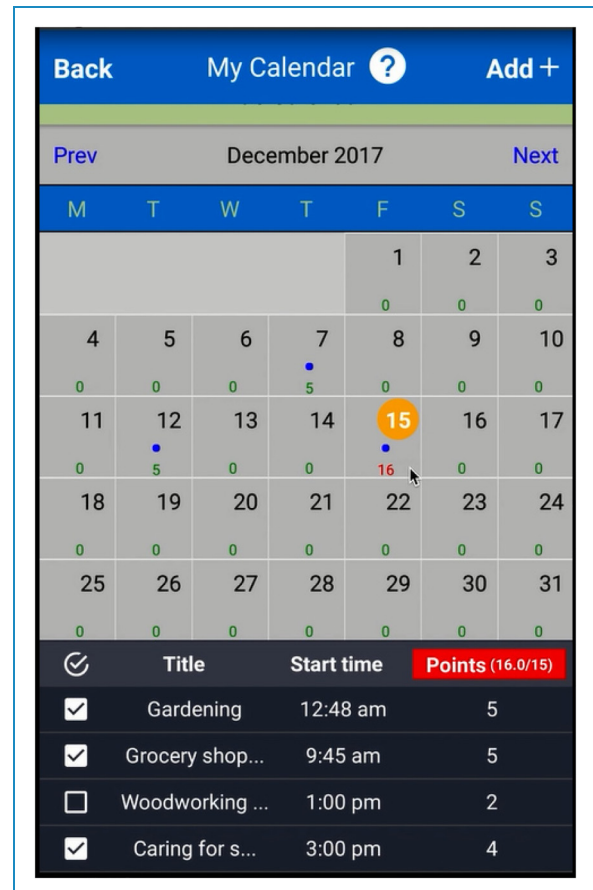 Back My Calendar ? Add +
Prev December 2017 Next
M T W T F S S
1 2 3
0 0 0
4 5 6 7 8 9 10
0 0 0 5 0 0 0
11 12 13 14 15 16 17
0 5 0 0 16 0 0
18 19 20 21 22 23 24
0 0 0 0 0 0 0
25 26 27 28 29 30 31
0 0 0 0 0 0 0
Title Start time Points (16.0/15)
Gardening 12:48 am 5
Grocery shop... 9:45 am 5
Woodworking ... 1:00 pm 2
Caring for s... 3:00 pm 4